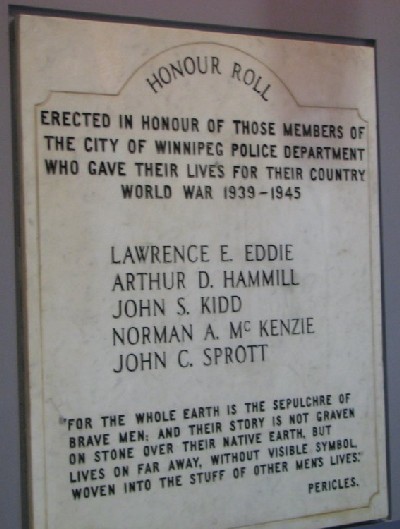 HONOUR ROLL
ERECTED IN HONOUR OF THOSE MEMBERS OF
THE CITY OF WINNIPEG POLICE DEPARTMENT
WHO GAVE THEIR LIVES FOR THEIR COUNTRY
WORLD WAR 1939-1945
LAWRENCE E. EDDIE
ARTHUR D. HAMMILL
JOHN S. KIDD
NORMAN A. Mc KENZIE
JOHN C. SPROTT
"FOR THE WHOLE EARTH IS THE SEPULCHRE OF
BRAVE MEN; AND THEIR STORY IS NOT GRAVEN
ON STONE OVER THEIR NATIVE EARTH, BUT
LIVES ON FAR AWAY, WITHOUT VISIBLE SYMBOL,
WOVEN INTO THE STUFF OF OTHER MEN'S LIVES."
PERICLES.